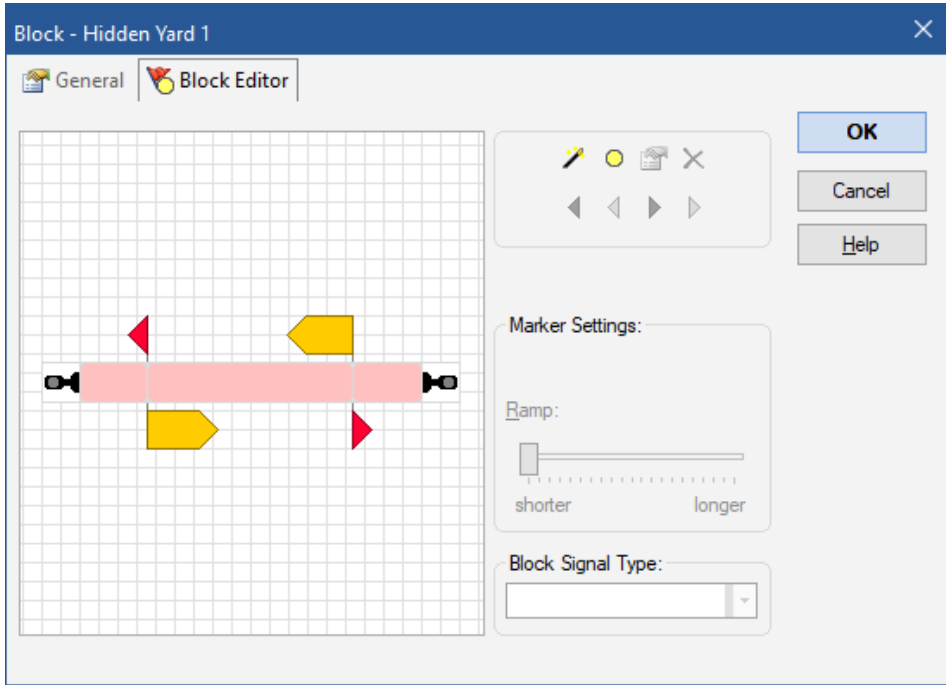 Block - Hidden Yard 1
General
Block Editor
OK
Cancel
Help
Marker Settings:
Ramp:
shorter longer
Block Signal Type: